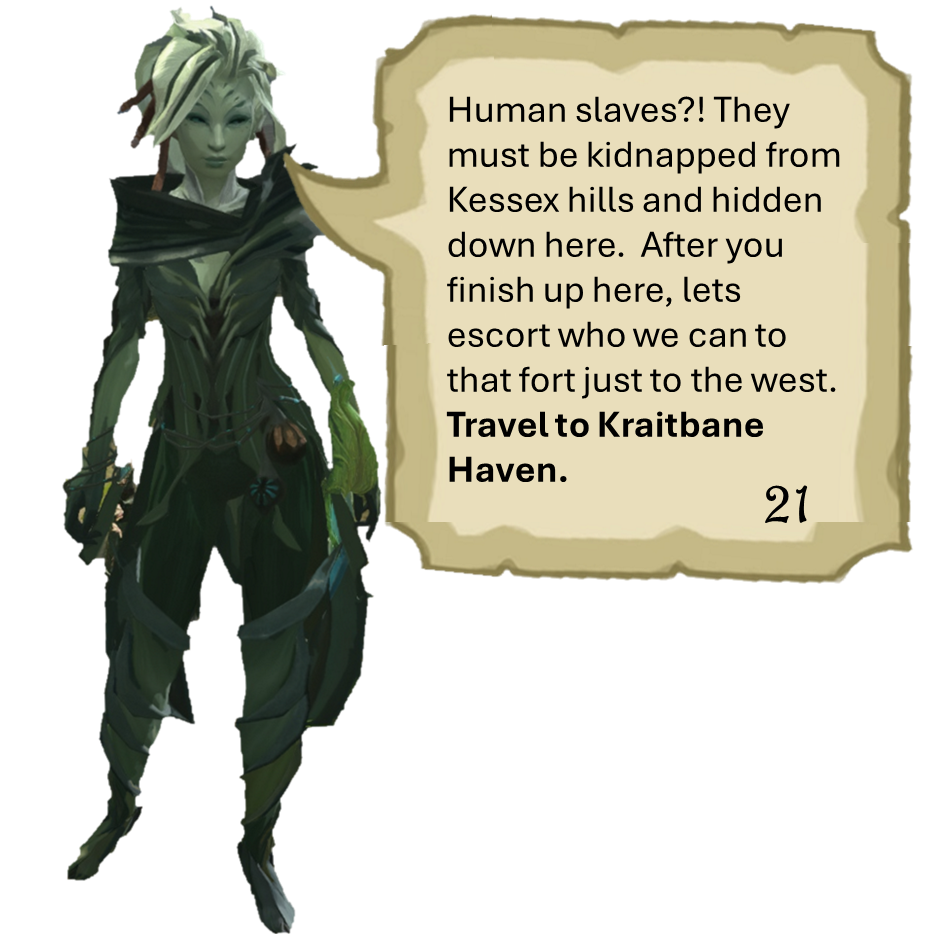 Human slaves?! They
must be kidnapped from
Kessex hills and hidden
down here.  After you
finish up here, lets
escort who we can to
that fort just to the west.
Travel to Kraitbane
Haven.
21